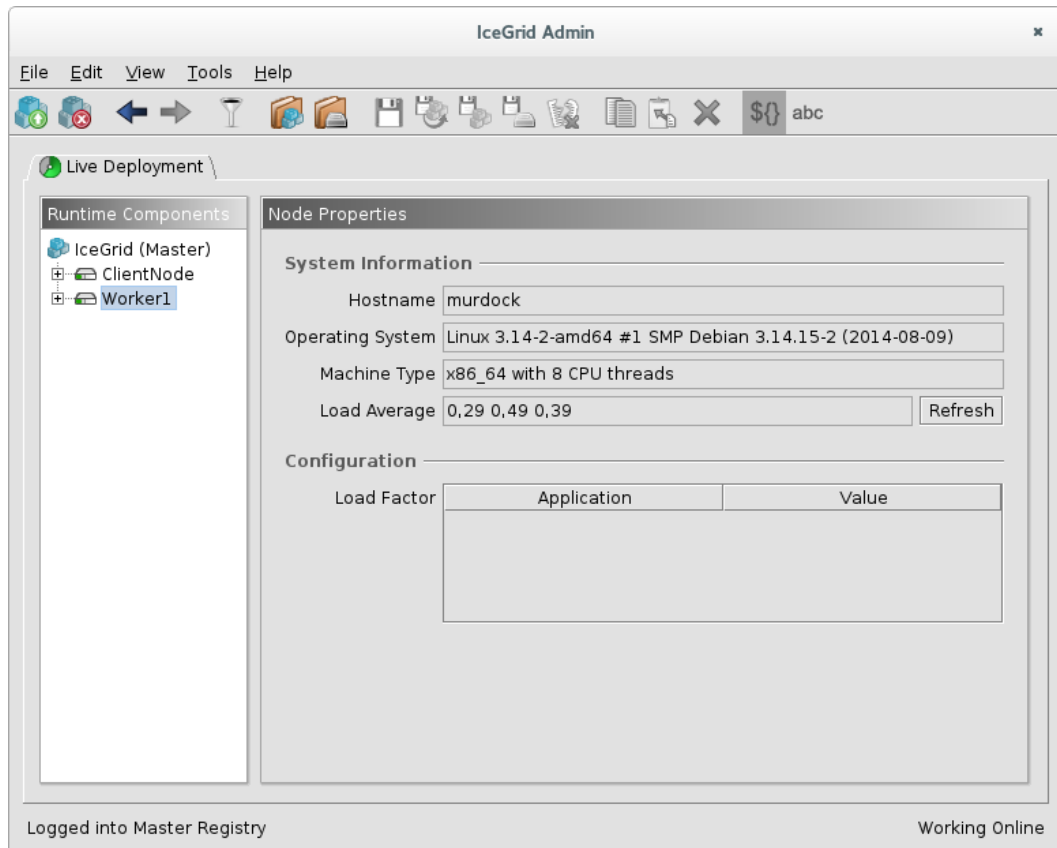 IceGrid Admin
File Edit View Tools Help
${} abc
Live Deployment
Runtime Components
IceGrid (Master)
ClientNode
Worker1
Node Properties
System Information
Hostname murdock
Operating System Linux 3.14-2-amd64 #1 SMP Debian 3.14.15-2 (2014-08-09)
Machine Type x86_64 with 8 CPU threads
Load Average 0,29 0,49 0,39 Refresh
Configuration
Load Factor Application Value
Logged into Master Registry Working Online